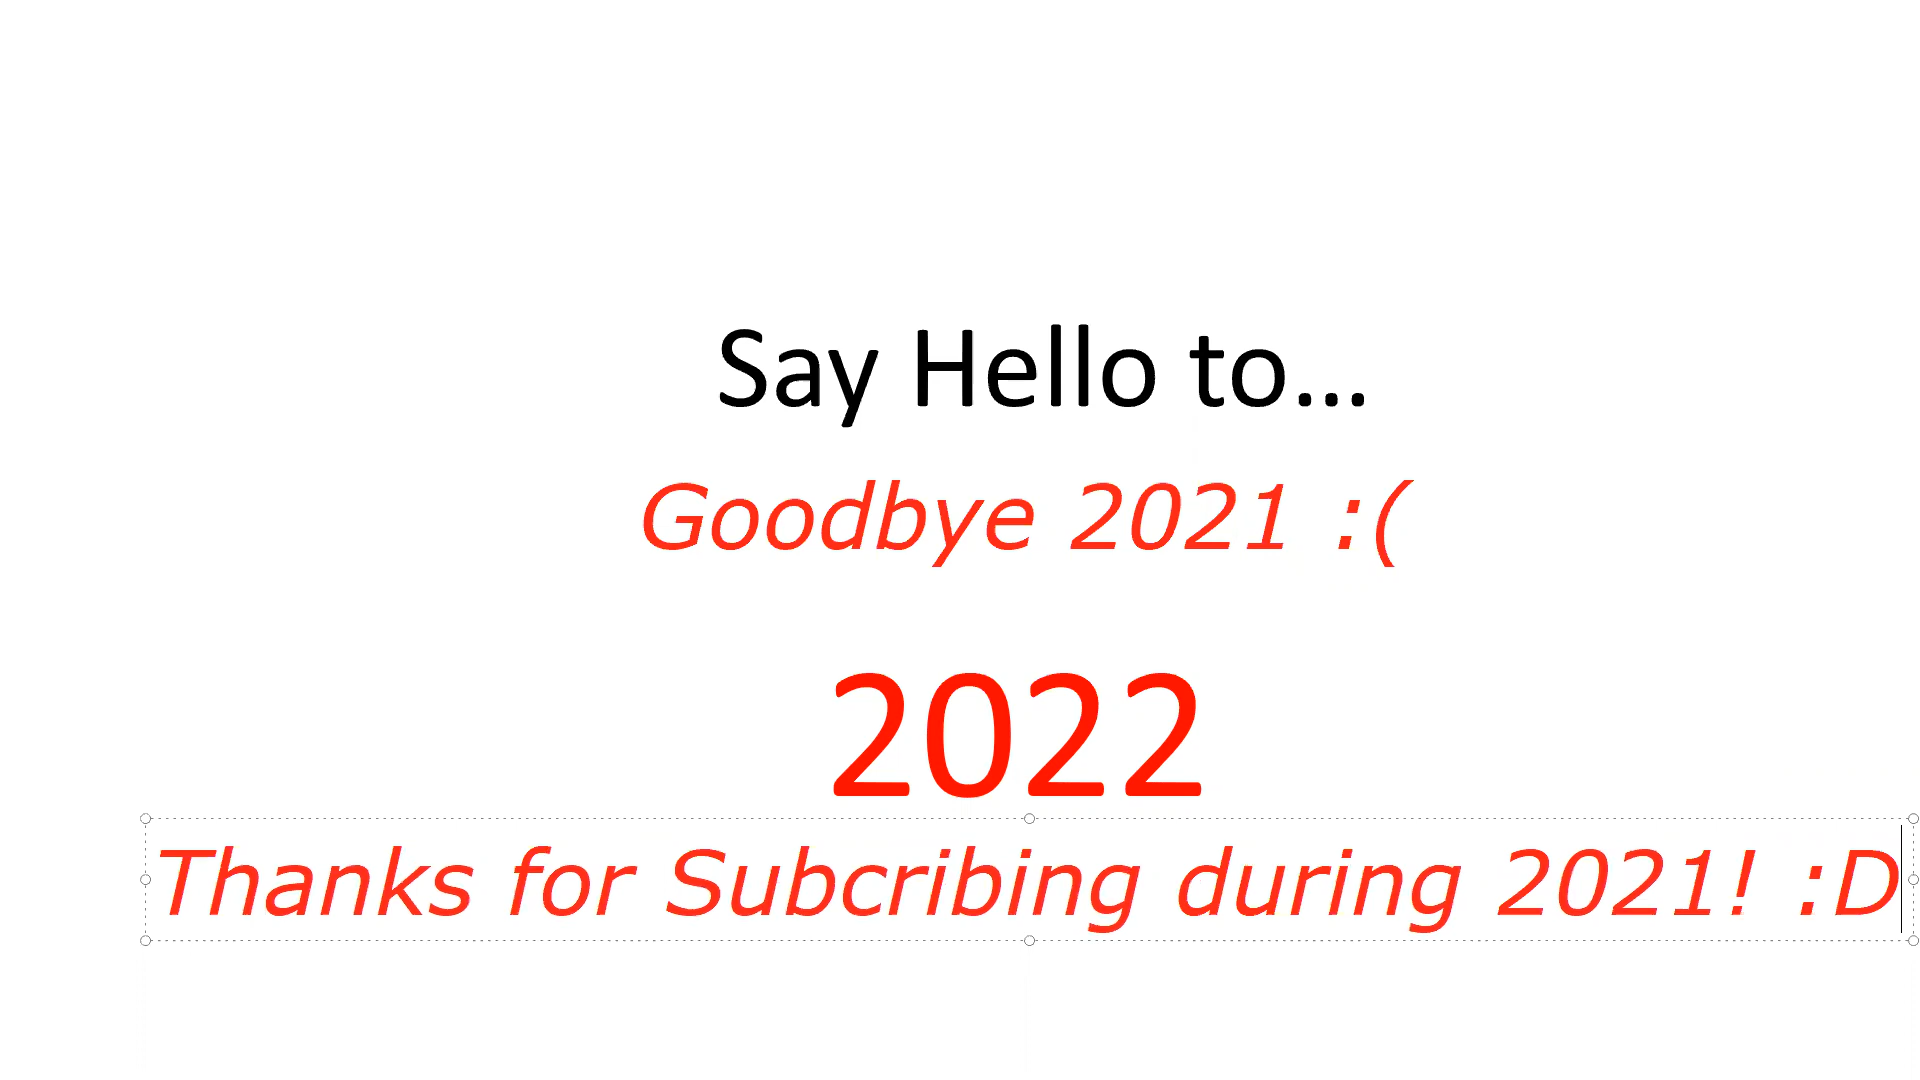 Say Hello to...
Goodbye 2021 :(
2022
Thanks for Subcribing during 2021! :D